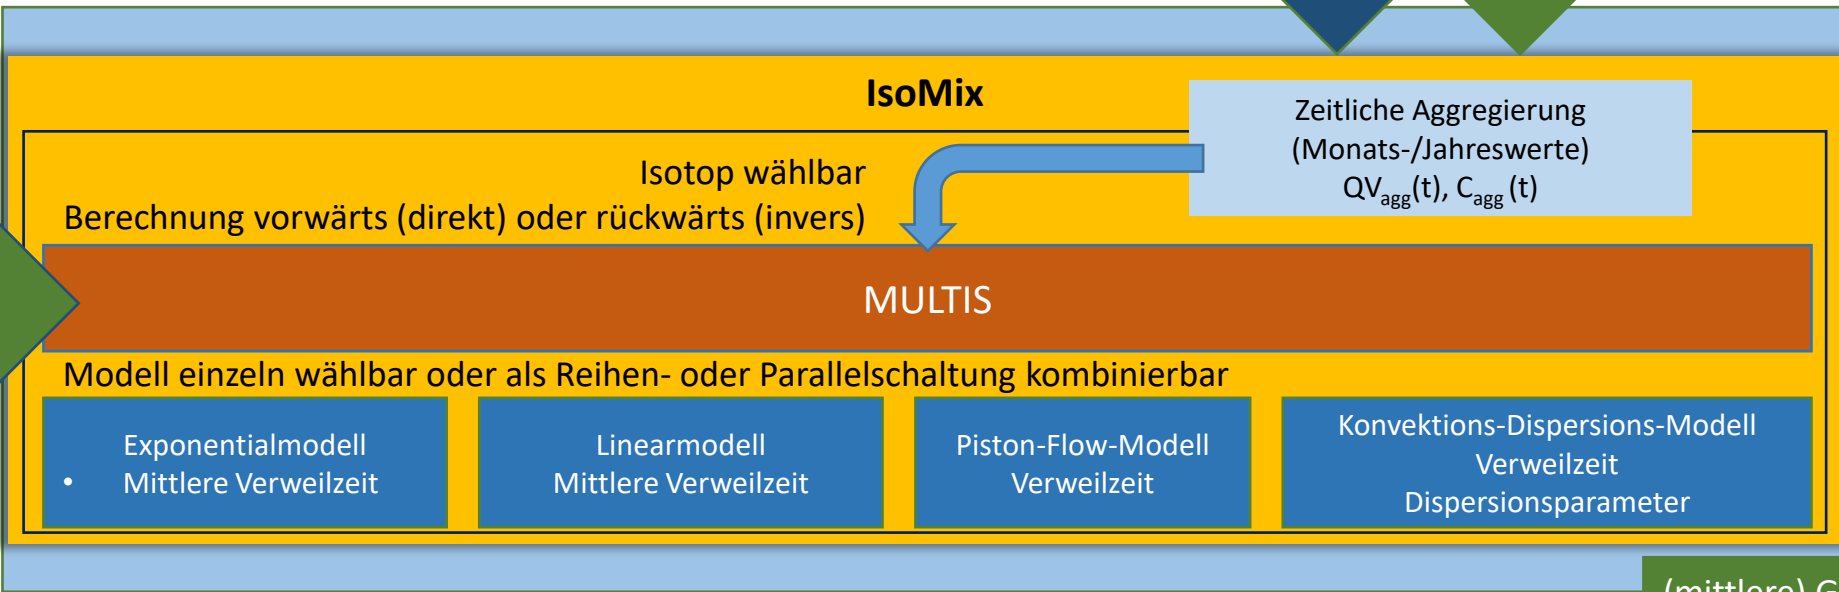 IsoMix
Zeitliche Aggregierung
(Monats-/Jahreswerte)
QVagg(t), Cagg (t)
Isotop wählbar
Berechnung vorwärts (direkt) oder rückwärts (invers)
MULTIS
Modell einzeln wählbar oder als Reihen- oder Parallelschaltung kombinierbar
Exponentialmodell
• Mittlere Verweilzeit
Linearmodell
Mittlere Verweilzeit
Piston-Flow-Modell
Verweilzeit
Konvektions-Dispersions-Modell
Verweilzeit
Dispersionsparameter
(mittlere) G